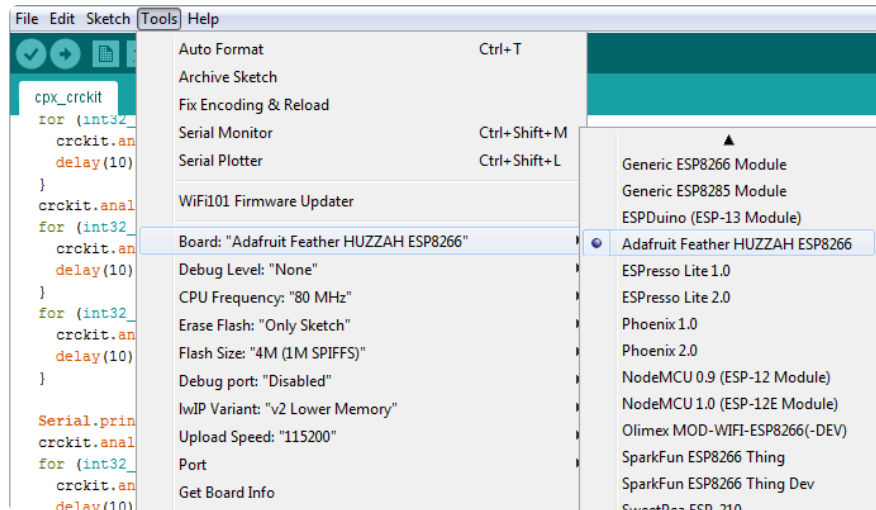 File Edit Sketch Tools Help
cpx_crckit
for (int32_
crckit.an
delay(10)
}
crckit.anal
for (int32_
crckit.an
delay(10)
}
for (int32_
crckit.an
delay(10)
}
Serial.prin
crckit.anal
for (int32_
crckit.an
delay(10)
Auto Format Ctrl+T
Archive Sketch
Fix Encoding & Reload
Serial Monitor Ctrl+Shift+M
Serial Plotter Ctrl+Shift+L
WiFi101 Firmware Updater
Board: "Adafruit Feather HUZZAH ESP8266"
Debug Level: "None"
CPU Frequency: "80 MHz"
Erase Flash: "Only Sketch"
Flash Size: "4M (1M SPIFFS)"
Debug port: "Disabled"
lwIP Variant: "v2 Lower Memory"
Upload Speed: "115200"
Port
Get Board Info
Generic ESP8266 Module
Generic ESP8285 Module
ESPDuino (ESP-13 Module)
Adafruit Feather HUZZAH ESP8266
ESPresso Lite 1.0
ESPresso Lite 2.0
Phoenix 1.0
Phoenix 2.0
NodeMCU 0.9 (ESP-12 Module)
NodeMCU 1.0 (ESP-12E Module)
Olimex MOD-WIFI-ESP8266(-DEV)
SparkFun ESP8266 Thing
SparkFun ESP8266 Thing Dev
SweetPea ESP-210